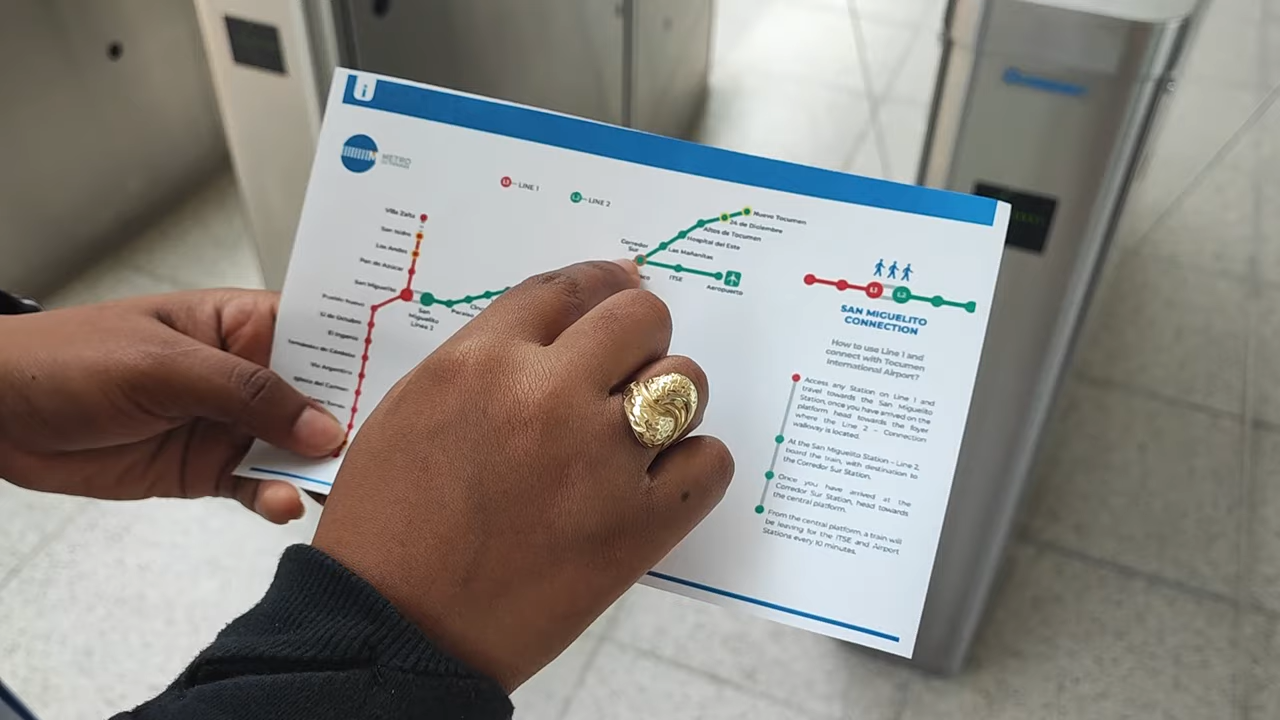 i
METRO
L1
LINE 1
L2
LINE 2
Villa Zaita
San Isidro
Los Andes
Pan de Azúcar
San Miguelito
Pueblo Nuevo
12 de Octubre
El Ingenio
Fernández de Córdoba
Vía Argentina
Iglesia del Carmen
San
Miguelito
Línea 2
Paraíso
Corredor
Sur
Nuevo Tocumen
24 de Diciembre
Altos de Tocumen
Hospital del Este
Las Mañanitas
ITSE
Aeropuerto
L1
L2
SAN MIGUELITO
CONNECTION
How to use Line 1 and
connect with Tocumen
International Airport?
Access any Station on Line 1 and
travel towards the San Miguelito
Station, once you have arrived on the
platform head towards the foyer
where the Line 2 – Connection
walkway is located.
At the San Miguelito Station – Line 2,
board the train, with destination to
the Corredor Sur Station.
Once you have arrived at the
Corredor Sur Station, head towards
the central platform.
From the central platform, a train will
be leaving for the ITSE and Airport
Stations every 10 minutes.